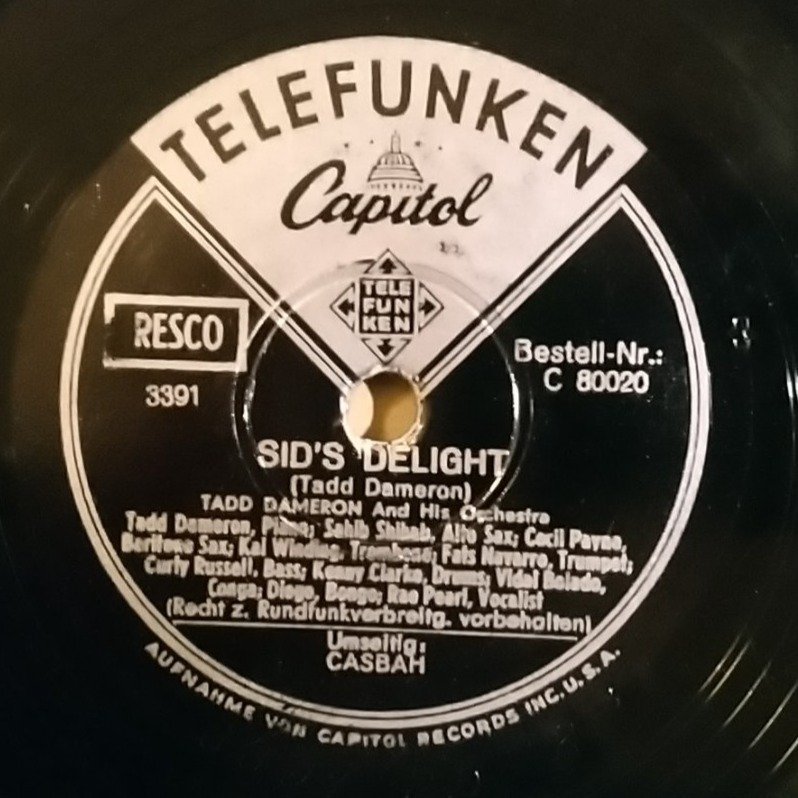 TELEFUNKEN
Capitol
TELE
FUN
KEN
RESCO
3391
Bestell-Nr.:
C 80020
SID'S DELIGHT
(Tadd Dameron)
TADD DAMERON And His Orchestra
Tadd Dameron, Piano; Sahib Shihab, Alto Sax; Cecil Payne,
Baritone Sax; Kai Winding, Trombone; Fats Navarro, Trumpet;
Curly Russell, Bass; Kenny Clarke, Drums; Vidal Bolado,
Conga; Diego, Bongo; Rae Pearl, Vocalist
(Recht z. Rundfunkverbreitg. vorbehalten)
Umseitig:
CASBAH
AUFNAHME VON CAPITOL RECORDS INC. U.S.A.